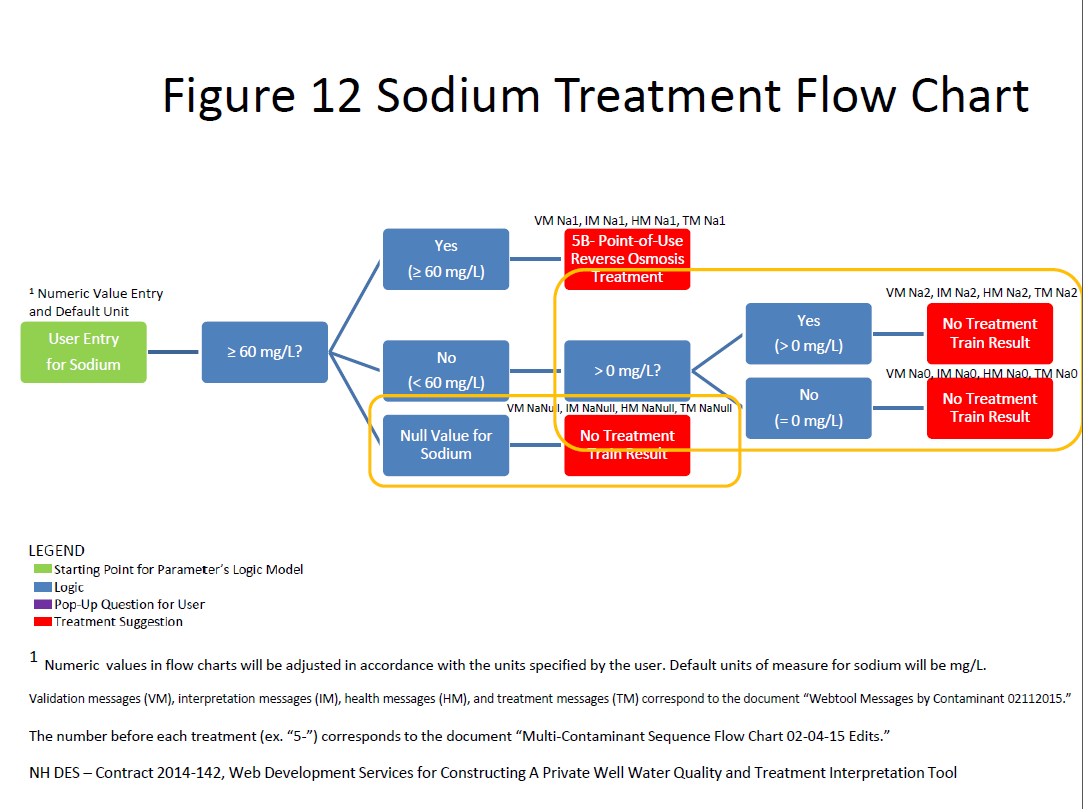 Figure 12 Sodium Treatment Flow Chart
VM Na1, IM Na1, HM Na1, TM Na1
Yes
(≥ 60 mg/L)
5B- Point-of-Use
Reverse Osmosis
Treatment
¹ Numeric Value Entry
and Default Unit
User Entry
for Sodium
≥ 60 mg/L?
No
(< 60 mg/L)
> 0 mg/L?
VM Na2, IM Na2, HM Na2, TM Na2
Yes
(> 0 mg/L)
No Treatment
Train Result
VM Na0, IM Na0, HM Na0, TM Na0
No
(= 0 mg/L)
No Treatment
Train Result
VM NaNull, IM NaNull, HM NaNull, TM NaNull
Null Value for
Sodium
No Treatment
Train Result
LEGEND
Starting Point for Parameter's Logic Model
Logic
Pop-Up Question for User
Treatment Suggestion
1 Numeric values in flow charts will be adjusted in accordance with the units specified by the user. Default units of measure for sodium will be mg/L.
Validation messages (VM), interpretation messages (IM), health messages (HM), and treatment messages (TM) correspond to the document “Webtool Messages by Contaminant 02112015.”
The number before each treatment (ex. “5-”) corresponds to the document “Multi-Contaminant Sequence Flow Chart 02-04-15 Edits.”
NH DES – Contract 2014-142, Web Development Services for Constructing A Private Well Water Quality and Treatment Interpretation Tool